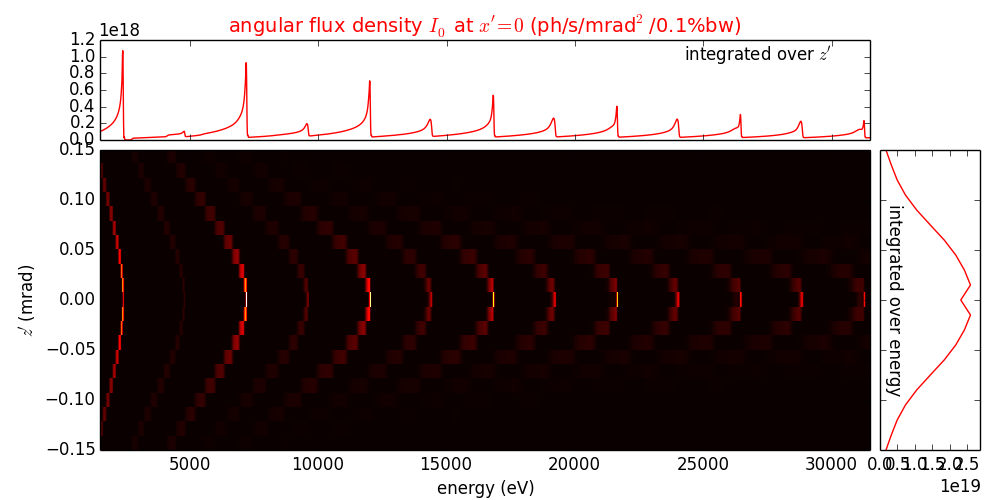 angular flux density I₀ at x′=0 (ph/s/mrad² /0.1%bw)
1e18
integrated over z′
1.2
1.0
0.8
0.6
0.4
0.2
0.0
0.15
0.10
0.05
0.00
−0.05
−0.10
−0.15
z′ (mrad)
integrated over energy
5000 10000 15000 20000 25000 30000
0.0 0.5 1.0 1.5 2.0 2.5
energy (eV)
1e19